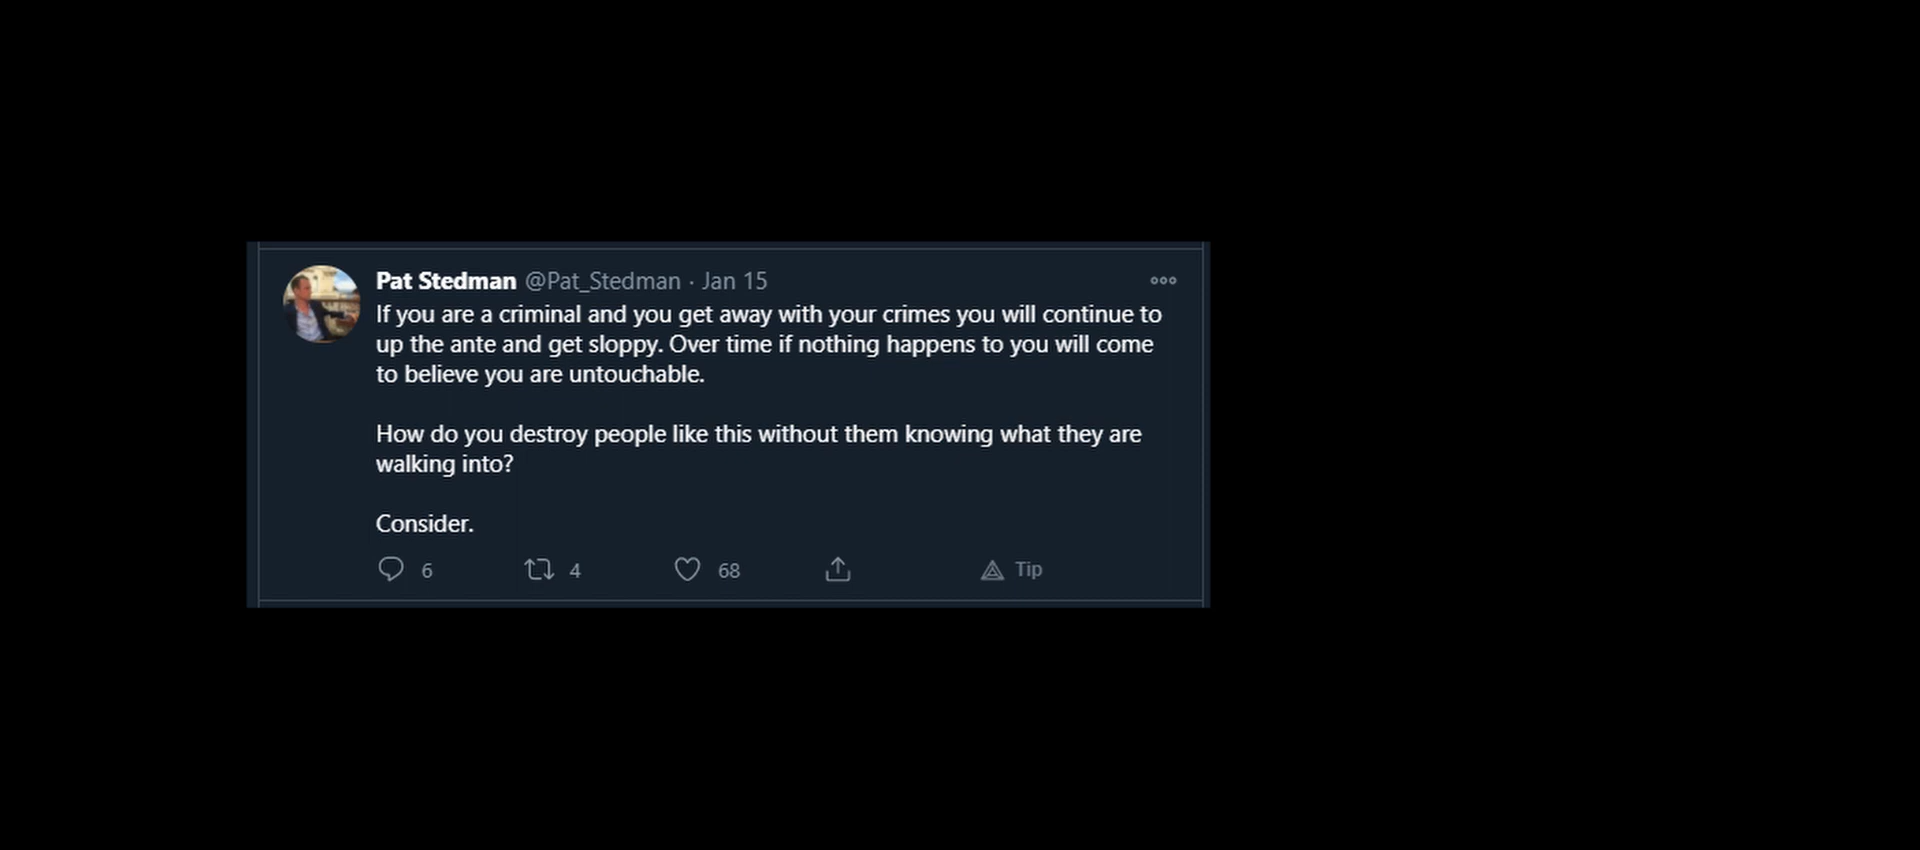 Pat Stedman @Pat_Stedman · Jan 15
If you are a criminal and you get away with your crimes you will continue to
up the ante and get sloppy. Over time if nothing happens to you will come
to believe you are untouchable.
How do you destroy people like this without them knowing what they are
walking into?
Consider.
6 4 68 Tip